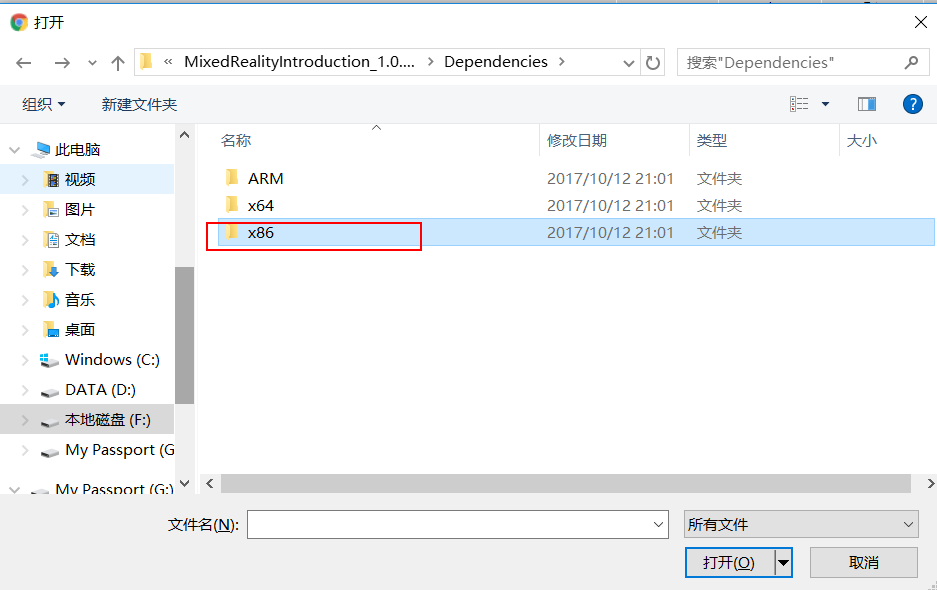 打开
« MixedRealityIntroduction_1.0.... > Dependencies >
搜索"Dependencies"
组织
新建文件夹
名称 修改日期 类型 大小
ARM 2017/10/12 21:01 文件夹
x64 2017/10/12 21:01 文件夹
x86 2017/10/12 21:01 文件夹
此电脑
视频
图片
文档
下载
音乐
桌面
Windows (C:)
DATA (D:)
本地磁盘 (F:)
My Passport (G
My Passport (G:)
文件名(N):
所有文件
打开(O)
取消